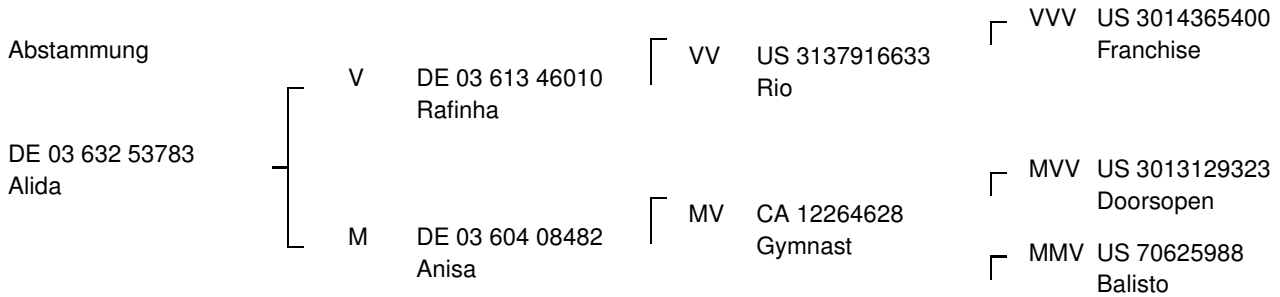 Abstammung
DE 03 632 53783
Alida
V DE 03 613 46010
Rafinha
M DE 03 604 08482
Anisa
VV US 3137916633
Rio
MV CA 12264628
Gymnast
VVV US 3014365400
Franchise
MVV US 3013129323
Doorsopen
MMV US 70625988
Balisto